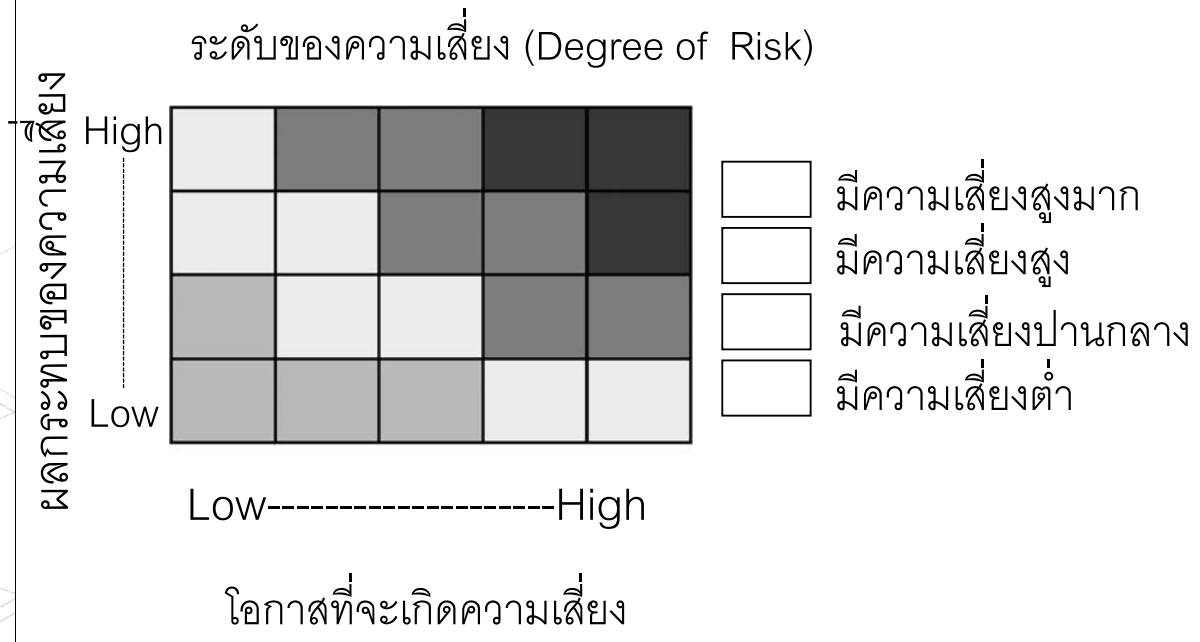 ระดับของความเสี่ยง (Degree of Risk)
ผลกระทบของความเสี่ยง
High
Low
มีความเสี่ยงสูงมาก
มีความเสี่ยงสูง
มีความเสี่ยงปานกลาง
มีความเสี่ยงต่ำ
Low--------------------High
โอกาสที่จะเกิดความเสี่ยง